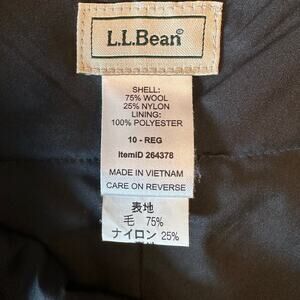 L.L.Bean
SHELL:
75% WOOL
25% NYLON
LINING:
100% POLYESTER
10 - REG
ItemID 264378
MADE IN VIETNAM
CARE ON REVERSE
表地
毛 75%
ナイロン 25%